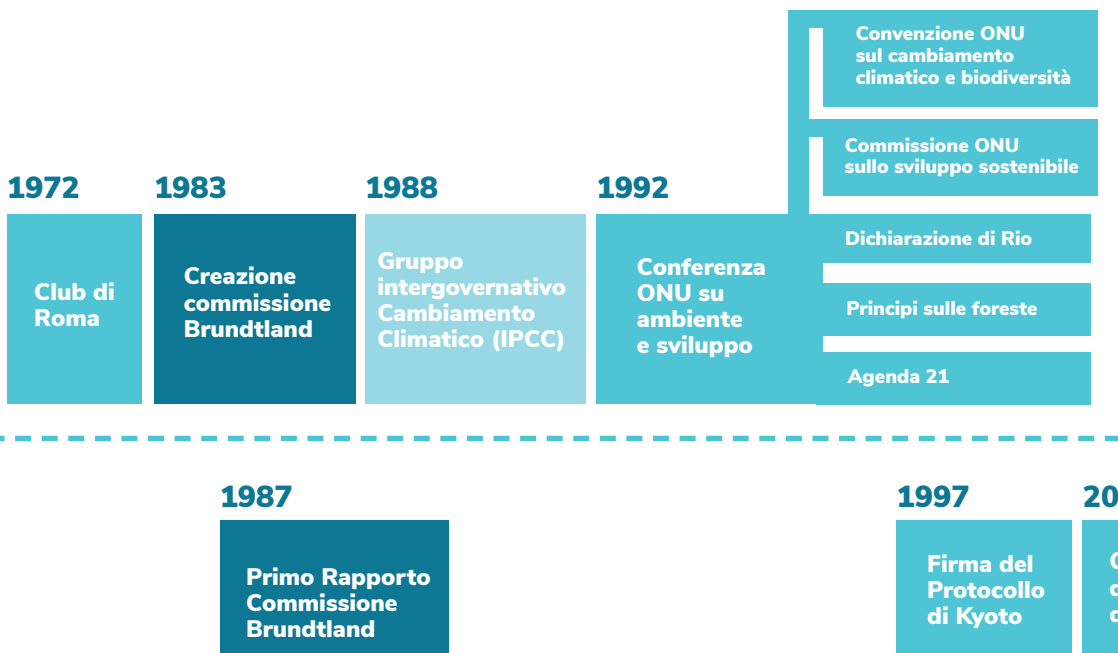 1972
Club di
Roma
1983
Creazione
commissione
Brundtland
1988
Gruppo
intergovernativo
Cambiamento
Climatico (IPCC)
1992
Conferenza
ONU su
ambiente
e sviluppo
Convenzione ONU
sul cambiamento
climatico e biodiversità
Commissione ONU
sullo sviluppo sostenibile
Dichiarazione di Rio
Principi sulle foreste
Agenda 21
1987
Primo Rapporto
Commissione
Brundtland
1997
Firma del
Protocollo
di Kyoto